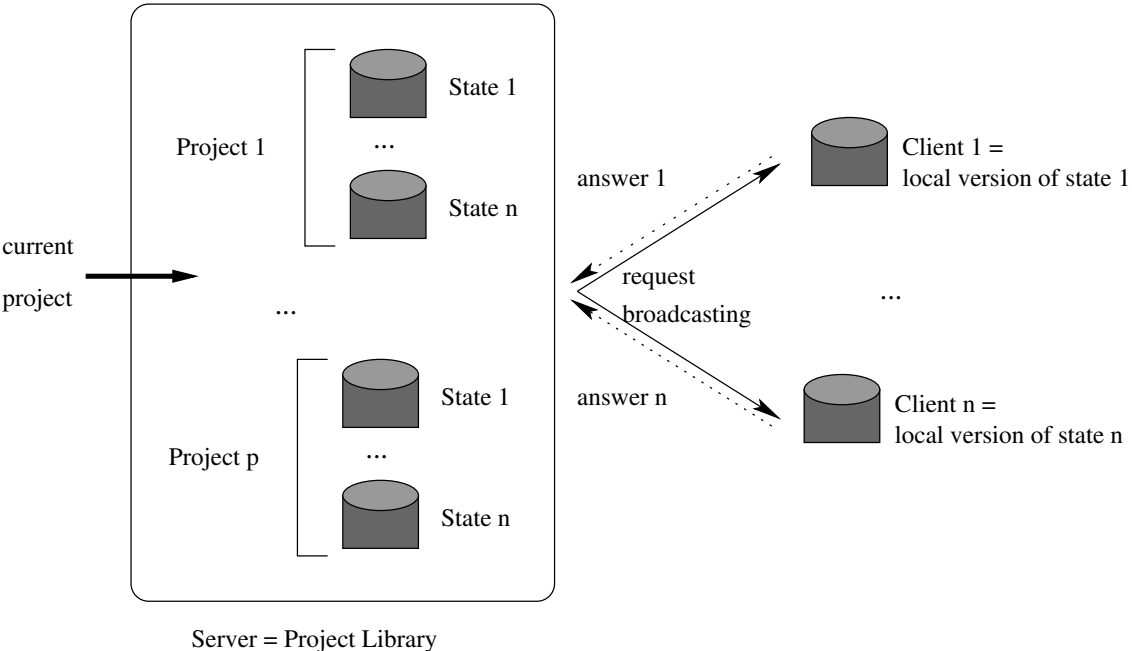 State 1
Project 1
...
State n
current
project
...
State 1
Project p
...
State n
Server = Project Library
answer 1
request
broadcasting
answer n
Client 1 =
local version of state 1
...
Client n =
local version of state n